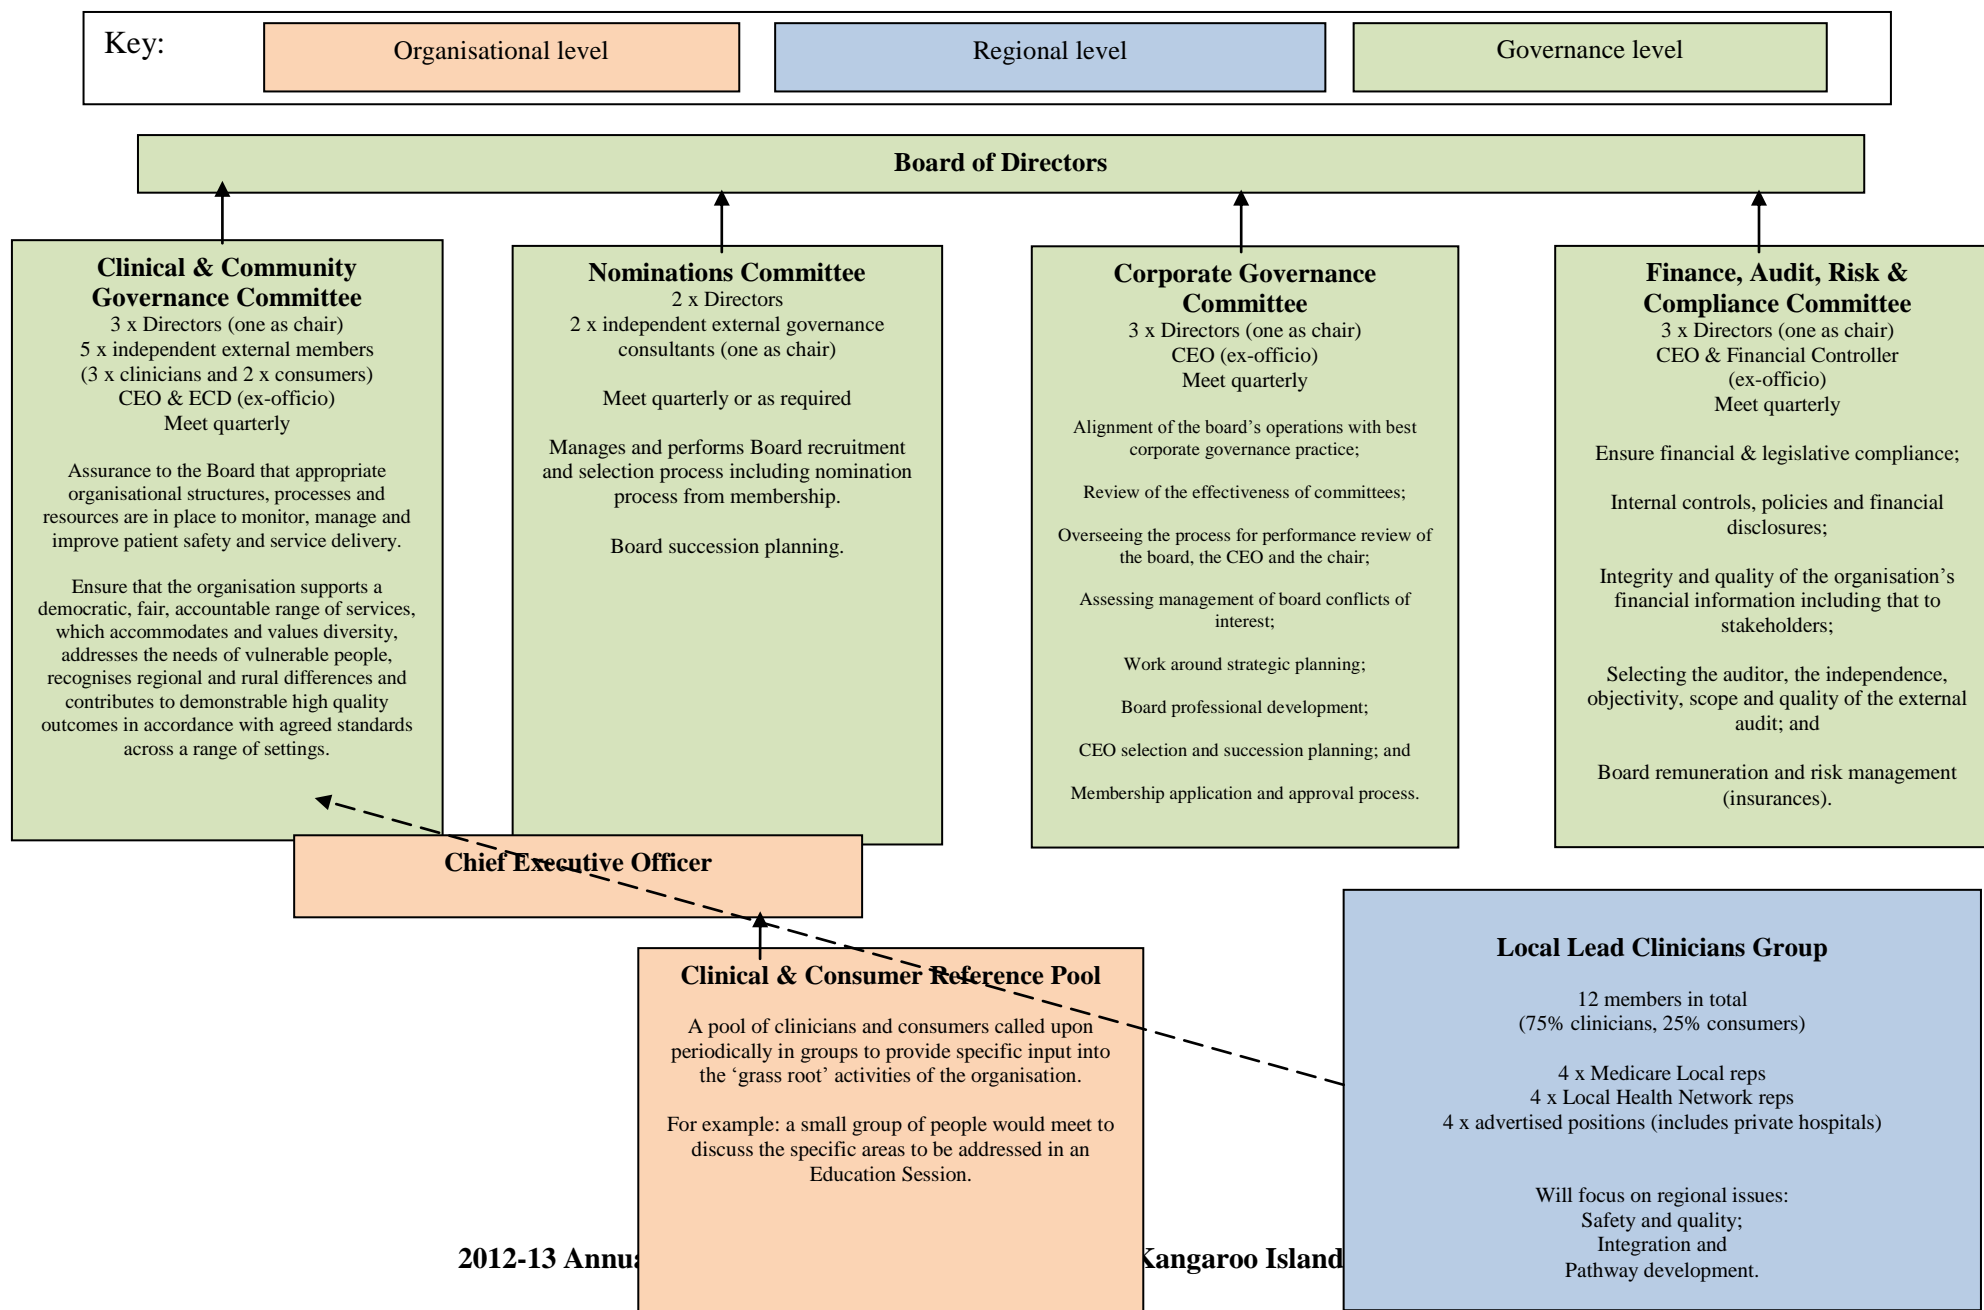 Key:
Organisational level
Regional level
Governance level
Board of Directors
Clinical & Community
Governance Committee
3 x Directors (one as chair)
5 x independent external members
(3 x clinicians and 2 x consumers)
CEO & ECD (ex-officio)
Meet quarterly
Assurance to the Board that appropriate
organisational structures, processes and
resources are in place to monitor, manage and
improve patient safety and service delivery.
Ensure that the organisation supports a
democratic, fair, accountable range of services,
which accommodates and values diversity,
addresses the needs of vulnerable people,
recognises regional and rural differences and
contributes to demonstrable high quality
outcomes in accordance with agreed standards
across a range of settings.
Nominations Committee
2 x Directors
2 x independent external governance
consultants (one as chair)
Meet quarterly or as required
Manages and performs Board recruitment
and selection process including nomination
process from membership.
Board succession planning.
Corporate Governance
Committee
3 x Directors (one as chair)
CEO (ex-officio)
Meet quarterly
Alignment of the board’s operations with best
corporate governance practice;
Review of the effectiveness of committees;
Overseeing the process for performance review of
the board, the CEO and the chair;
Assessing management of board conflicts of
interest;
Work around strategic planning;
Board professional development;
CEO selection and succession planning; and
Membership application and approval process.
Finance, Audit, Risk &
Compliance Committee
3 x Directors (one as chair)
CEO & Financial Controller
(ex-officio)
Meet quarterly
Ensure financial & legislative compliance;
Internal controls, policies and financial
disclosures;
Integrity and quality of the organisation’s
financial information including that to
stakeholders;
Selecting the auditor, the independence,
objectivity, scope and quality of the external
audit; and
Board remuneration and risk management
(insurances).
Chief Executive Officer
Clinical & Consumer Reference Pool
A pool of clinicians and consumers called upon
periodically in groups to provide specific input into
the ‘grass root’ activities of the organisation.
For example: a small group of people would meet to
discuss the specific areas to be addressed in an
Education Session.
Local Lead Clinicians Group
12 members in total
(75% clinicians, 25% consumers)
4 x Medicare Local reps
4 x Local Health Network reps
4 x advertised positions (includes private hospitals)
Will focus on regional issues:
Safety and quality;
Integration and
Pathway development.
2012-13 Annua Kangaroo Island